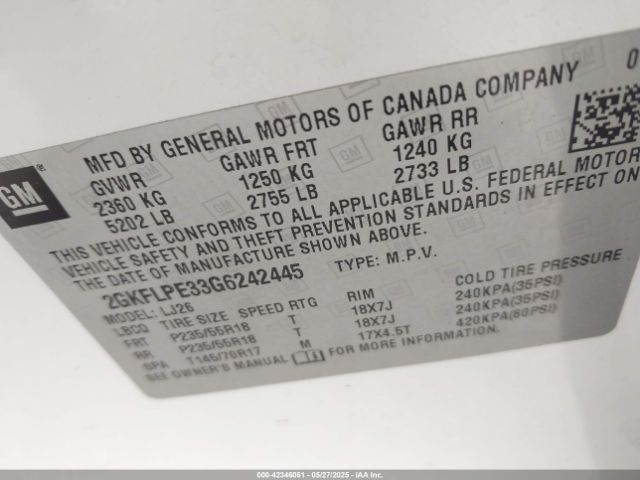 GM
MFD BY GENERAL MOTORS OF CANADA COMPANY 0
GVWR GAWR FRT GAWR RR
2360 KG 1250 KG 1240 KG
5202 LB 2755 LB 2733 LB
THIS VEHICLE CONFORMS TO ALL APPLICABLE U.S. FEDERAL MOTOR
VEHICLE SAFETY AND THEFT PREVENTION STANDARDS IN EFFECT ON
THE DATE OF MANUFACTURE SHOWN ABOVE.
2GKFLPE33G6242445 TYPE: M.P.V.
MODEL: LJ26
LBCQ TIRE SIZE SPEED RTG RIM COLD TIRE PRESSURE
FRT P235/55R18 T 18X7J 240KPA(35PSI)
RR P235/55R18 T 18X7J 240KPA(35PSI)
SPA T145/70R17 M 17X4.5T 420KPA(60PSI)
SEE OWNER'S MANUAL FOR MORE INFORMATION.
000-42346061 - 05/27/2025 - IAAI.com